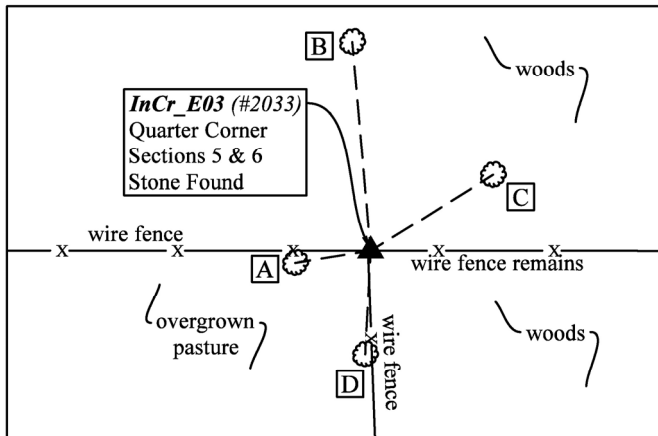 B
woods
InCr_E03 (#2033)
Quarter Corner
Sections 5 & 6
Stone Found
C
wire fence
x x x x x
A
wire fence remains
overgrown
pasture
wire fence
x
woods
D